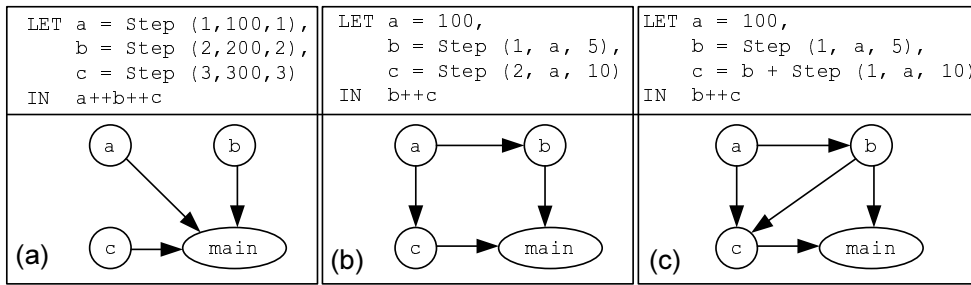 LET a = Step (1,100,1),
b = Step (2,200,2),
c = Step (3,300,3)
IN a++b++c
a
b
c
main
(a)
LET a = 100,
b = Step (1, a, 5),
c = Step (2, a, 10)
IN b++c
a
b
c
main
(b)
LET a = 100,
b = Step (1, a, 5),
c = b + Step (1, a, 10)
IN b++c
a
b
c
main
(c)